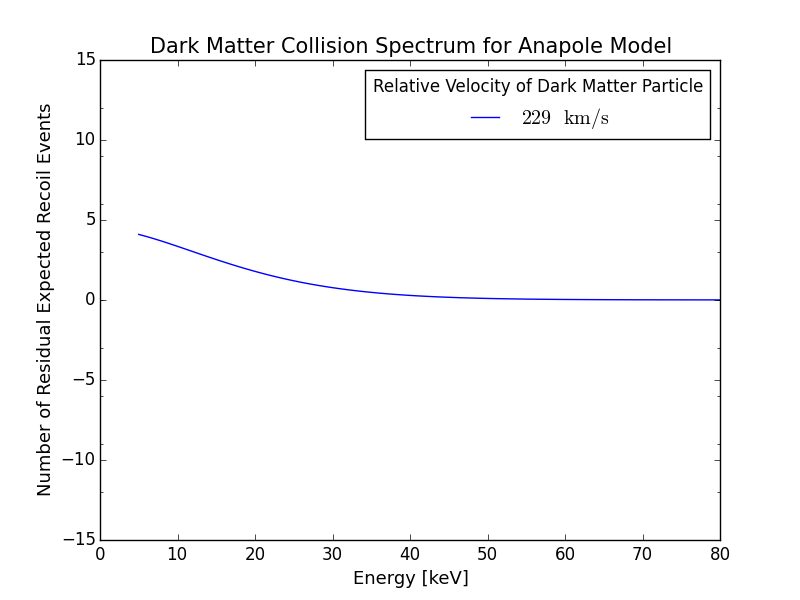 Dark Matter Collision Spectrum for Anapole Model
Relative Velocity of Dark Matter Particle
229 km/s
Number of Residual Expected Recoil Events
15
10
5
0
−5
−10
−15
0 10 20 30 40 50 60 70 80
Energy [keV]